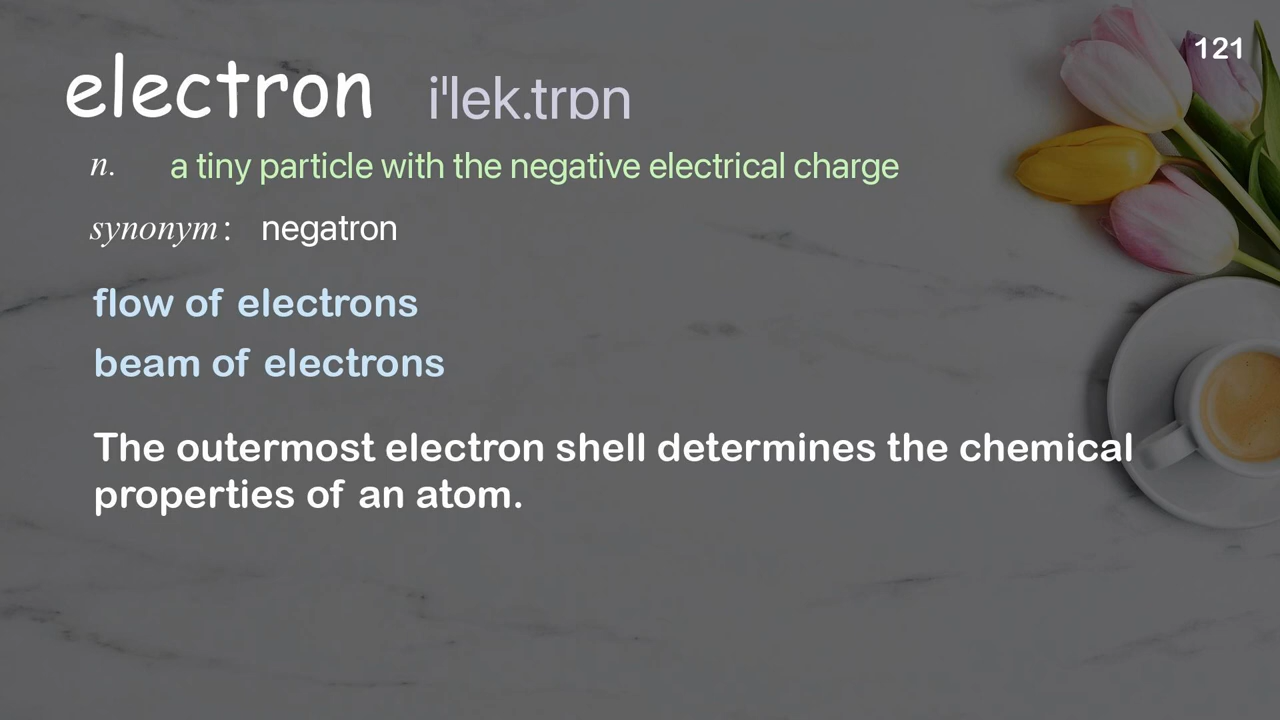 121
electron iˈlek.trɒn
n. a tiny particle with the negative electrical charge
synonym: negatron
flow of electrons
beam of electrons
The outermost electron shell determines the chemical
properties of an atom.